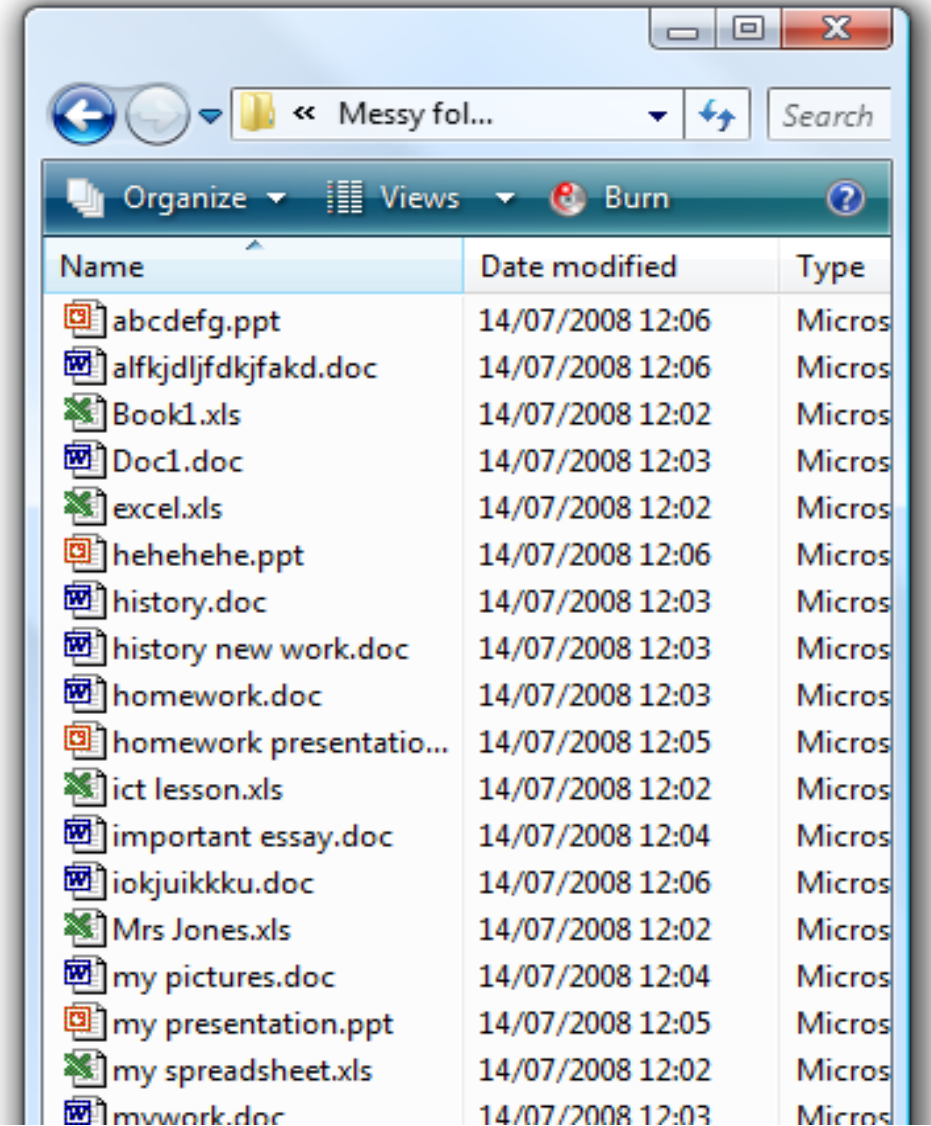 « Messy fol... Search
Organize Views Burn
Name Date modified Type
abcdefg.ppt 14/07/2008 12:06 Micros
alfkjdljfdkjfakd.doc 14/07/2008 12:06 Micros
Book1.xls 14/07/2008 12:02 Micros
Doc1.doc 14/07/2008 12:03 Micros
excel.xls 14/07/2008 12:02 Micros
hehehehe.ppt 14/07/2008 12:06 Micros
history.doc 14/07/2008 12:03 Micros
history new work.doc 14/07/2008 12:03 Micros
homework.doc 14/07/2008 12:03 Micros
homework presentatio... 14/07/2008 12:05 Micros
ict lesson.xls 14/07/2008 12:02 Micros
important essay.doc 14/07/2008 12:04 Micros
iokjuikkku.doc 14/07/2008 12:06 Micros
Mrs Jones.xls 14/07/2008 12:02 Micros
my pictures.doc 14/07/2008 12:04 Micros
my presentation.ppt 14/07/2008 12:05 Micros
my spreadsheet.xls 14/07/2008 12:02 Micros
mywork.doc 14/07/2008 12:03 Micros